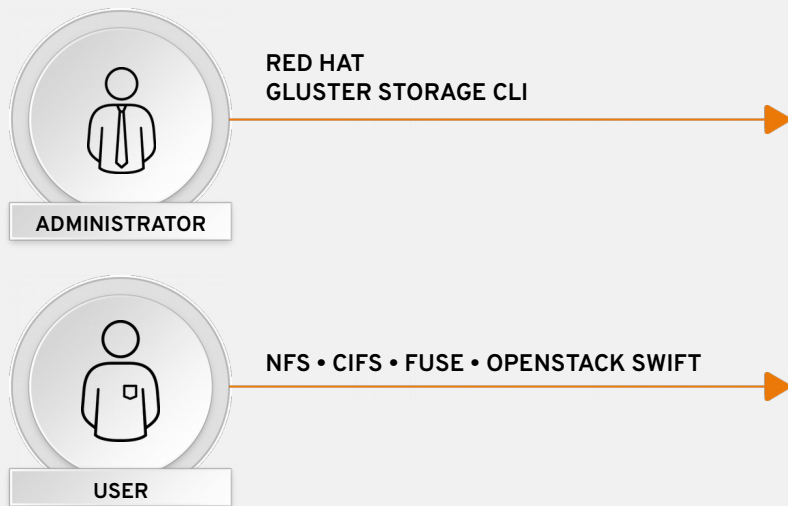 RED HAT
GLUSTER STORAGE CLI
ADMINISTRATOR
NFS • CIFS • FUSE • OPENSTACK SWIFT
USER